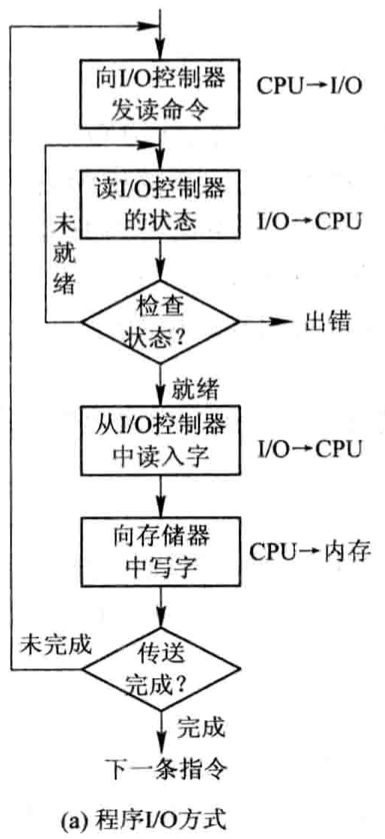 向I/O控制器
发读命令
CPU→I/O
读I/O控制器
的状态
I/O→CPU
未
就
绪
检查
状态?
出错
就绪
从I/O控制器
中读入字
I/O→CPU
向存储器
中写字
CPU→内存
未完成
传送
完成?
完成
下一条指令
(a) 程序I/O方式